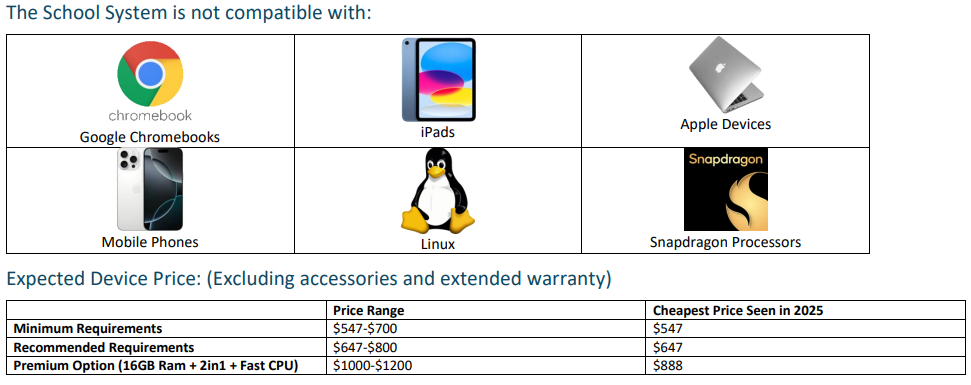 The School System is not compatible with:
chromebook
Google Chromebooks
iPads
Apple Devices
Snapdragon
Mobile Phones
Linux
Snapdragon Processors
Expected Device Price: (Excluding accessories and extended warranty)
Price Range Cheapest Price Seen in 2025
Minimum Requirements $547-$700 $547
Recommended Requirements $647-$800 $647
Premium Option (16GB Ram + 2in1 + Fast CPU) $1000-$1200 $888